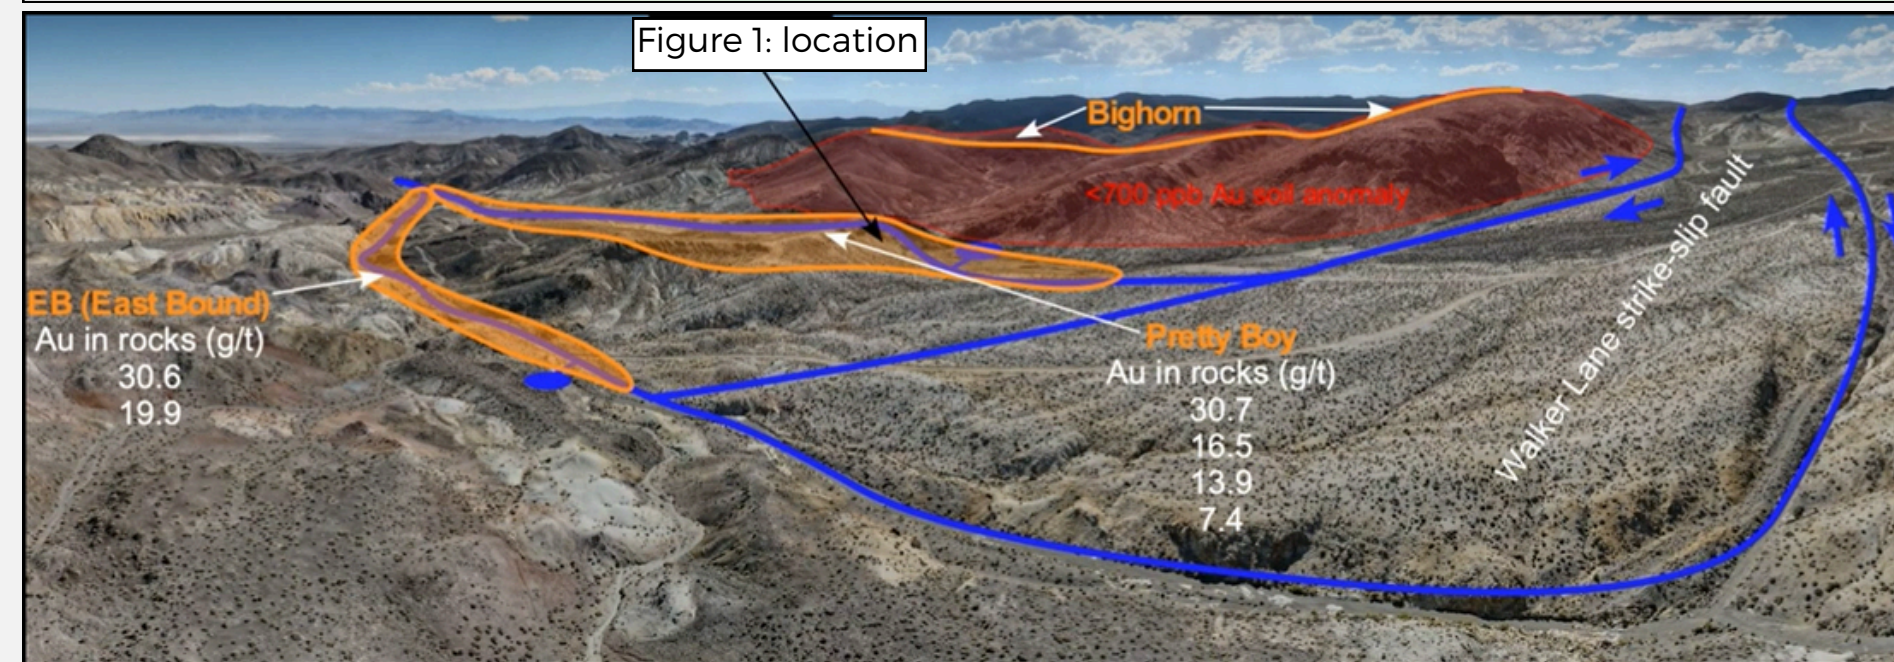 Figure 1: location
Bighorn
<700 ppb Au soil anomaly
Walker Lane strike-slip fault
EB (East Bound)
Au in rocks (g/t)
30.6
19.9
Pretty Boy
Au in rocks (g/t)
30.7
16.5
13.9
7.4